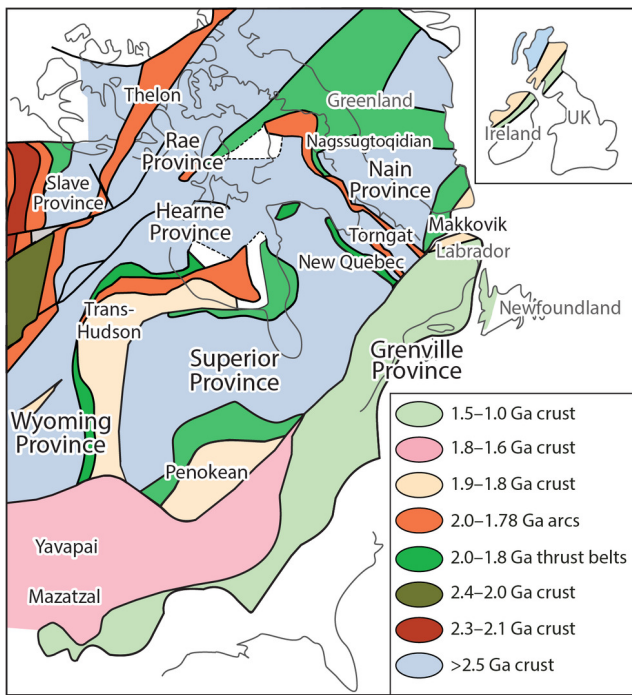 Thelon
Greenland
UK
Ireland
Rae
Province
Nagssugtoqidian
Nain
Province
Slave
Province
Hearne
Province
Makkovik
Torngat
Labrador
New Quebec
Trans-
Hudson
Newfoundland
Superior
Province
Grenville
Province
Wyoming
Province
Penokean
Yavapai
Mazatzal
1.5–1.0 Ga crust
1.8–1.6 Ga crust
1.9–1.8 Ga crust
2.0–1.78 Ga arcs
2.0–1.8 Ga thrust belts
2.4–2.0 Ga crust
2.3–2.1 Ga crust
>2.5 Ga crust